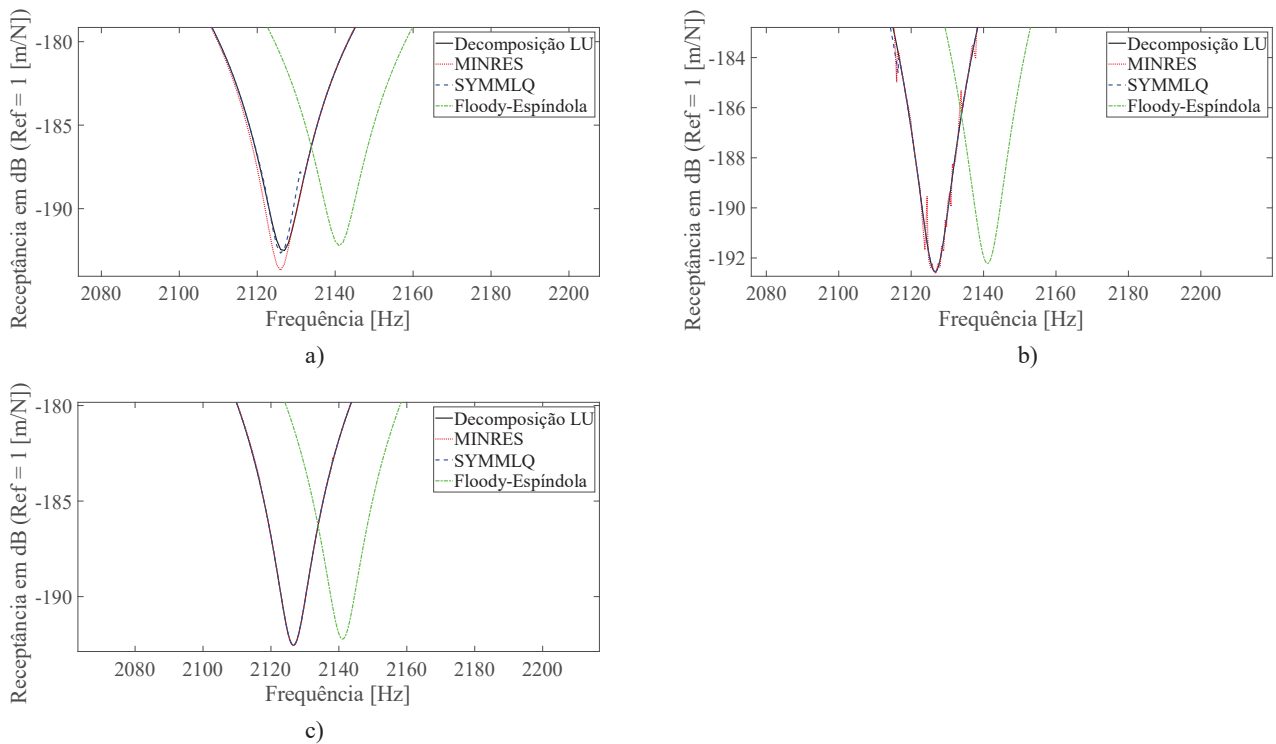 Receptância em dB (Ref = 1 [m/N])
-180
-185
-190
2080 2100 2120 2140 2160 2180 2200
Frequência [Hz]
Decomposição LU
MINRES
SYMMLQ
Floody-Espíndola
a)
Receptância em dB (Ref = 1 [m/N])
-184
-186
-188
-190
-192
2080 2100 2120 2140 2160 2180 2200
Frequência [Hz]
Decomposição LU
MINRES
SYMMLQ
Floody-Espíndola
b)
Receptância em dB (Ref = 1 [m/N])
-180
-185
-190
2080 2100 2120 2140 2160 2180 2200
Frequência [Hz]
Decomposição LU
MINRES
SYMMLQ
Floody-Espíndola
c)